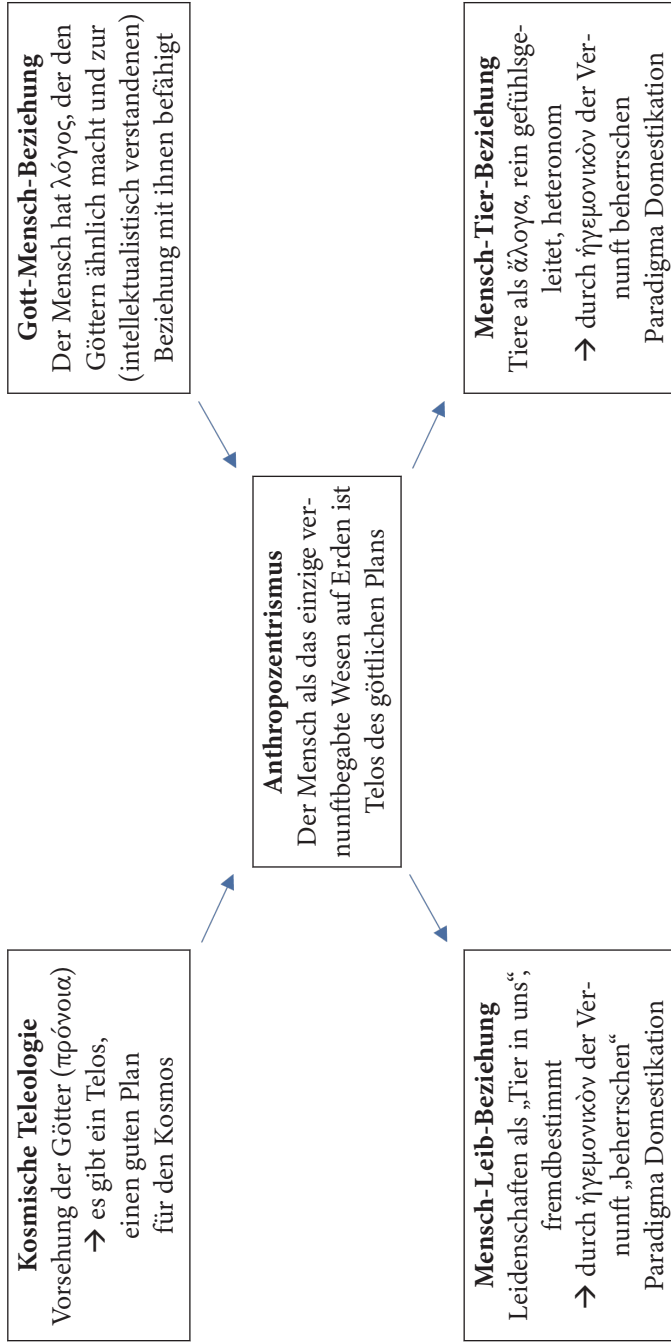 Kosmische Teleologie
Vorsehung der Götter (πρόνοια)
→ es gibt ein Telos,
einen guten Plan
für den Kosmos
Gott-Mensch-Beziehung
Der Mensch hat λόγος, der den
Göttern ähnlich macht und zur
(intellektualistisch verstandenen)
Beziehung mit ihnen befähigt
Anthropozentrismus
Der Mensch als das einzige ver-
nunftbegabte Wesen auf Erden ist
Telos des göttlichen Plans
Mensch-Leib-Beziehung
Leidenschaften als „Tier in uns“,
fremdbestimmt
→ durch ἡγεμονικὸν der Ver-
nunft „beherrschen“
Paradigma Domestikation
Mensch-Tier-Beziehung
Tiere als ἄλογα, rein gefühlsge-
leitet, heteronom
→ durch ἡγεμονικὸν der Ver-
nunft beherrschen
Paradigma Domestikation